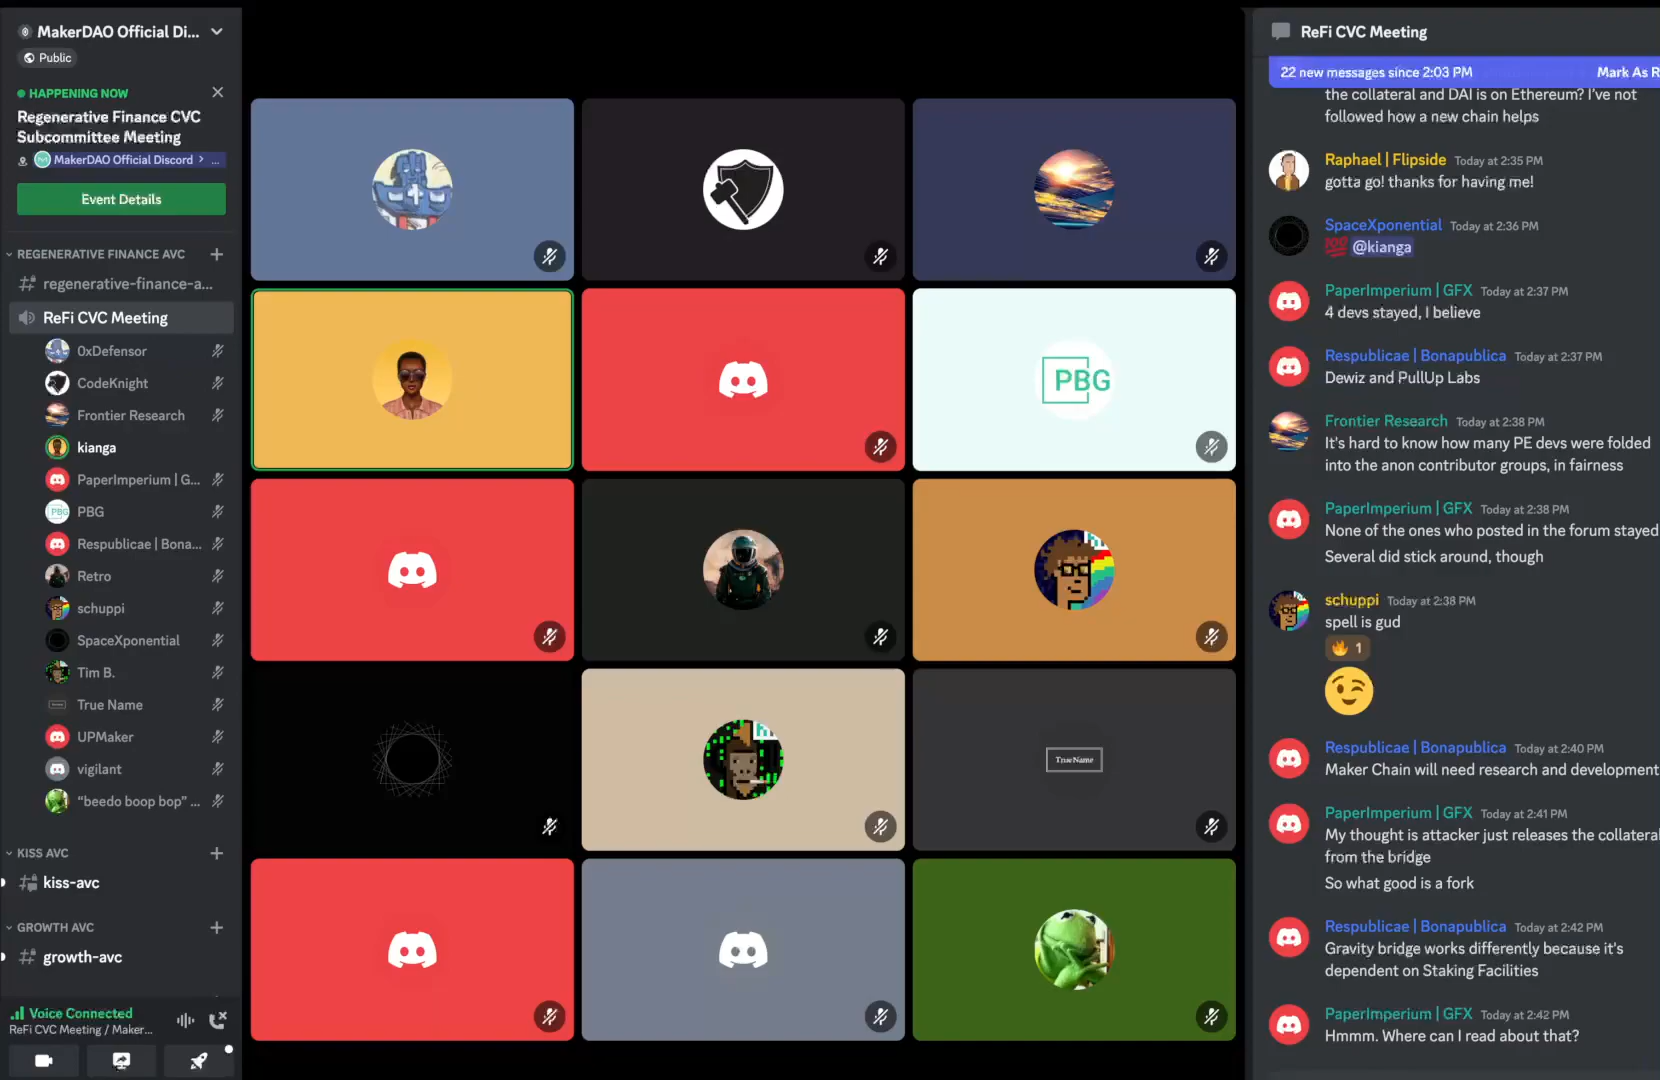 MakerDAO Official Di...
Public
HAPPENING NOW
Regenerative Finance CVC
Subcommittee Meeting
MakerDAO Official Discord > ...
Event Details
REGENERATIVE FINANCE AVC
regenerative-finance-a...
ReFi CVC Meeting
0xDefensor
CodeKnight
Frontier Research
kianga
PaperImperium | G...
PBG
Respublicae | Bona...
Retro
schuppi
SpaceXponential
Tim B.
True Name
UPMaker
vigilant
"beedo boop bop" ...
KISS AVC
kiss-avc
GROWTH AVC
growth-avc
Voice Connected
ReFi CVC Meeting / Maker...
PBG
TrueName
ReFi CVC Meeting
22 new messages since 2:03 PM Mark As R
the collateral and DAI is on Ethereum? I've not
followed how a new chain helps
Raphael | Flipside Today at 2:35 PM
gotta go! thanks for having me!
SpaceXponential Today at 2:36 PM
💯 @kianga
PaperImperium | GFX Today at 2:37 PM
4 devs stayed, I believe
Respublicae | Bonapublica Today at 2:37 PM
Dewiz and PullUp Labs
Frontier Research Today at 2:38 PM
It's hard to know how many PE devs were folded
into the anon contributor groups, in fairness
PaperImperium | GFX Today at 2:38 PM
None of the ones who posted in the forum stayed
Several did stick around, though
schuppi Today at 2:38 PM
spell is gud
🔥 1
😉
Respublicae | Bonapublica Today at 2:40 PM
Maker Chain will need research and development
PaperImperium | GFX Today at 2:41 PM
My thought is attacker just releases the collateral
from the bridge
So what good is a fork
Respublicae | Bonapublica Today at 2:42 PM
Gravity bridge works differently because it's
dependent on Staking Facilities
PaperImperium | GFX Today at 2:42 PM
Hmmm. Where can I read about that?